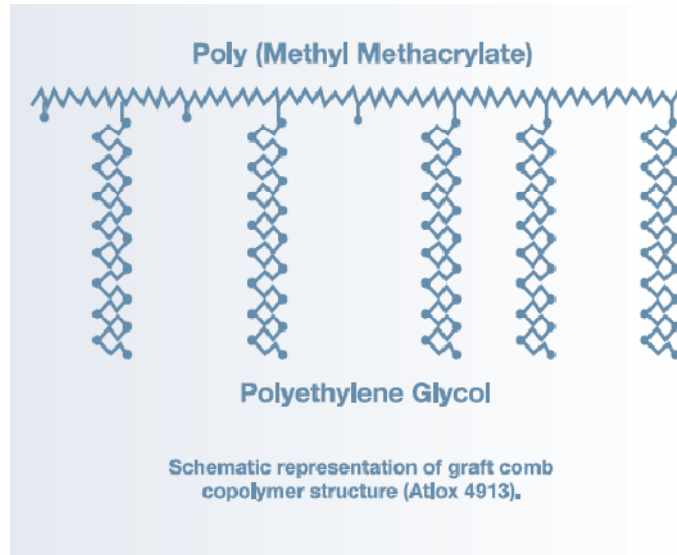 Poly (Methyl Methacrylate)
Polyethylene Glycol
Schematic representation of graft comb
copolymer structure (Atlox 4913).